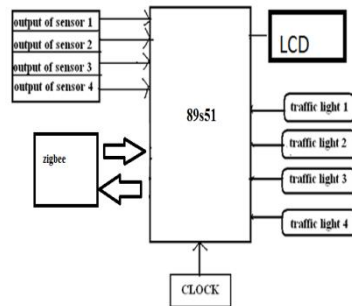 output of sensor 1
output of sensor 2
output of sensor 3
output of sensor 4
89s51
LCD
traffic light 1
traffic light 2
traffic light 3
traffic light 4
zigbee
CLOCK